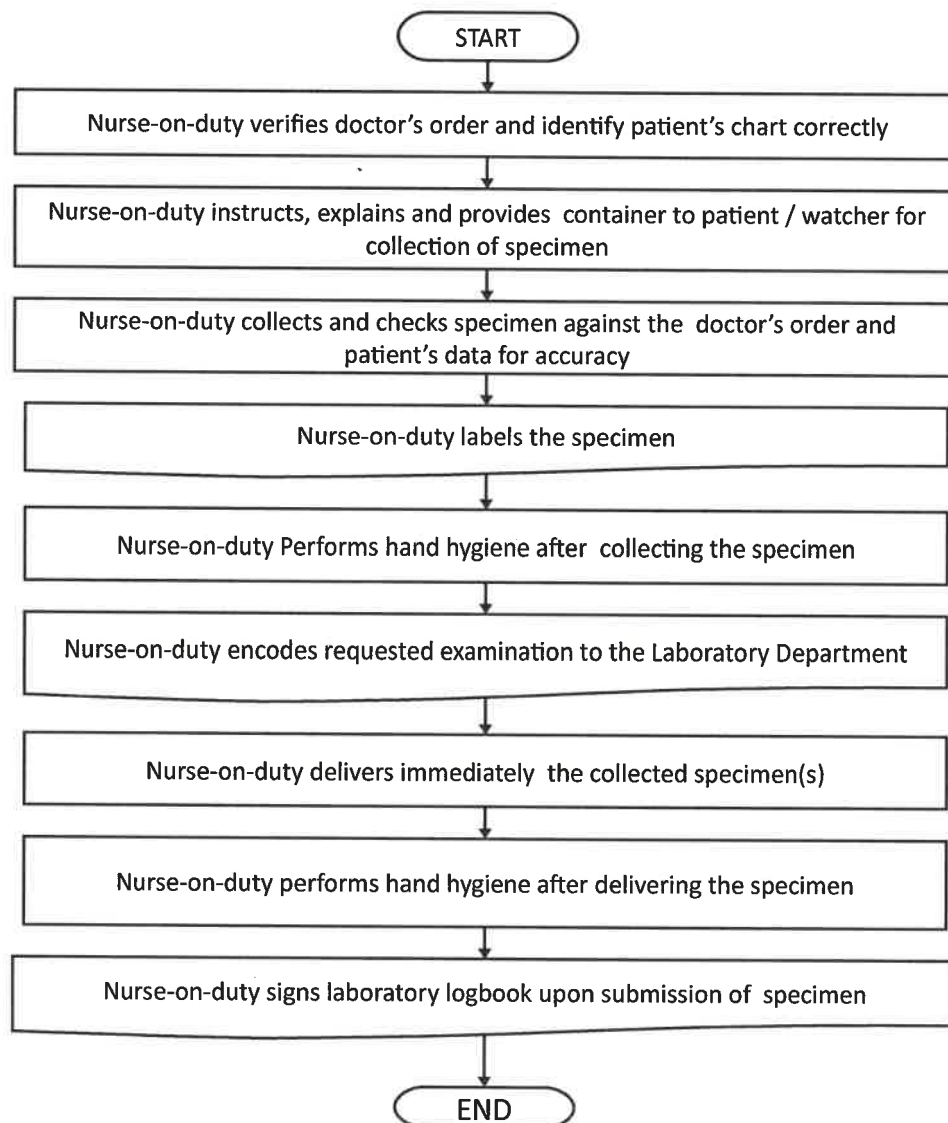 START
Nurse-on-duty verifies doctor's order and identify patient's chart correctly
Nurse-on-duty instructs, explains and provides container to patient / watcher for
collection of specimen
Nurse-on-duty collects and checks specimen against the doctor's order and
patient's data for accuracy
Nurse-on-duty labels the specimen
Nurse-on-duty Performs hand hygiene after collecting the specimen
Nurse-on-duty encodes requested examination to the Laboratory Department
Nurse-on-duty delivers immediately the collected specimen(s)
Nurse-on-duty performs hand hygiene after delivering the specimen
Nurse-on-duty signs laboratory logbook upon submission of specimen
END